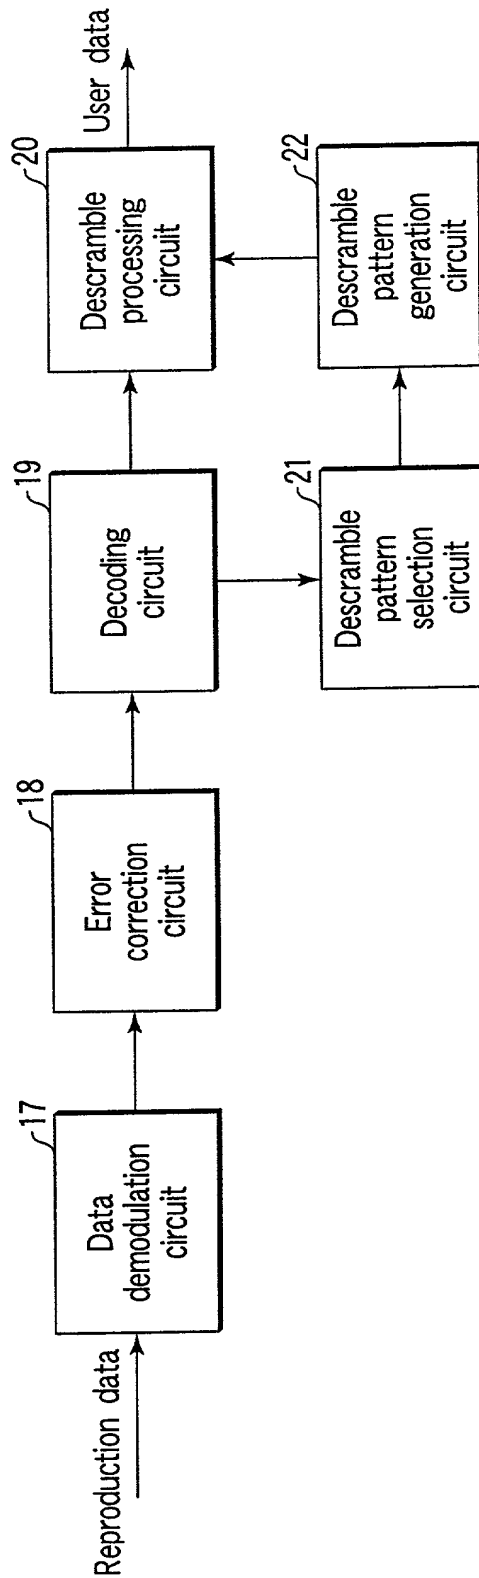 Reproduction data
17
Data
demodulation
circuit
18
Error
correction
circuit
19
Decoding
circuit
20
Descramble
processing
circuit
User data
21
Descramble
pattern
selection
circuit
22
Descramble
pattern
generation
circuit